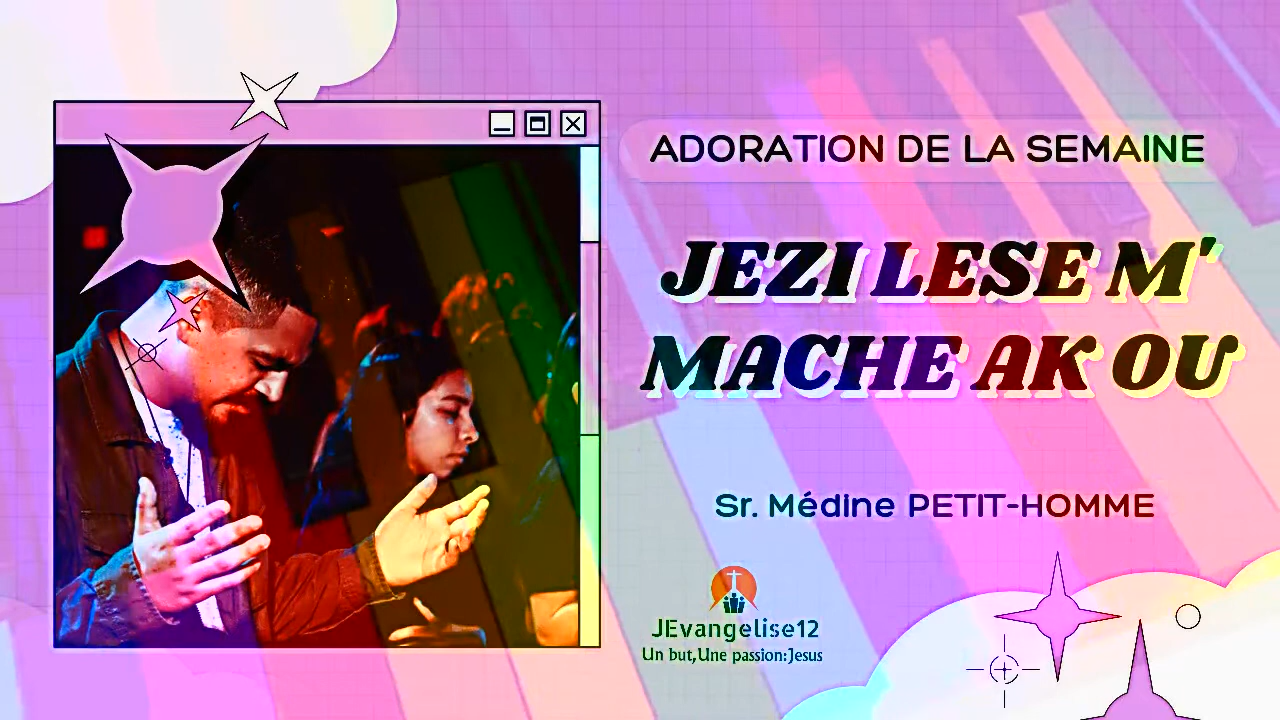 ADORATION DE LA SEMAINE
JEZI LESE M'
MACHE AK OU
Sr. Médine PETIT-HOMME
JEvangelise12
Un but,Une passion:Jesus